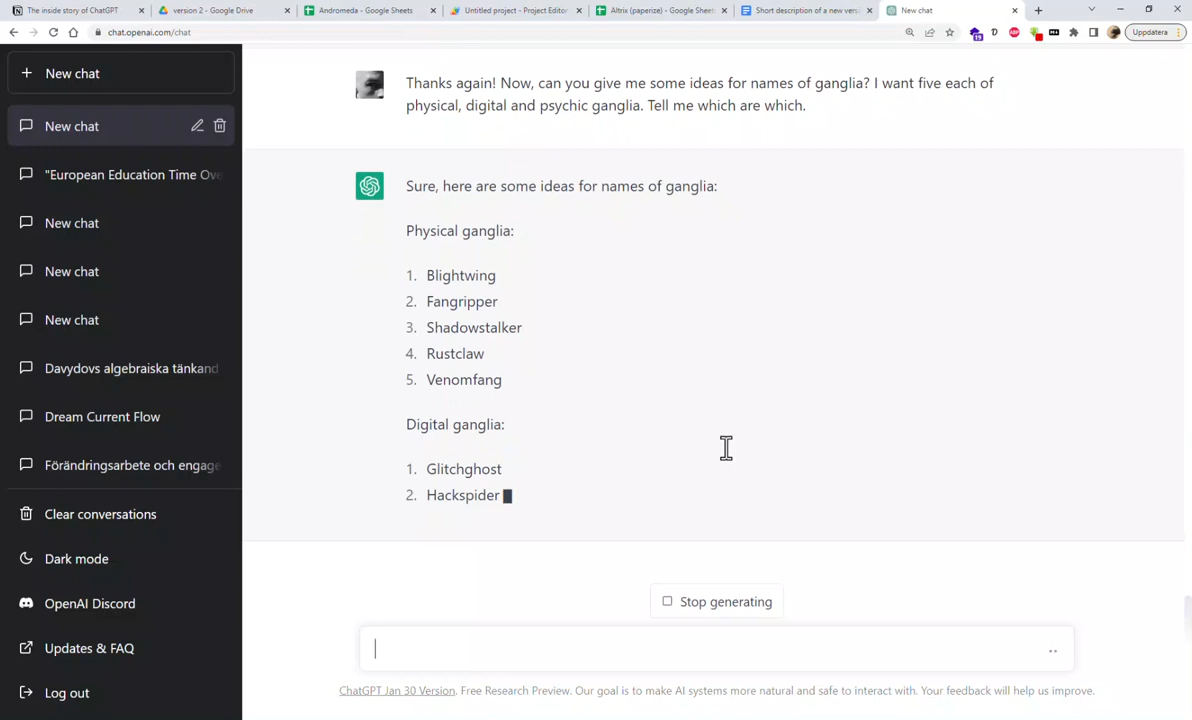 The inside story of ChatGPT
version 2 - Google Drive
Andromeda - Google Sheets
Untitled project - Project Editor
Altrix (paperize) - Google Sheets
Short description of a new versi
New chat
chat.openai.com/chat
19
ABP
Uppdatera
New chat
New chat
"European Education Time Ove
New chat
New chat
New chat
Davydovs algebraiska tänkand
Dream Current Flow
Förändringsarbete och engage
Clear conversations
Dark mode
OpenAI Discord
Updates & FAQ
Log out
Thanks again! Now, can you give me some ideas for names of ganglia? I want five each of
physical, digital and psychic ganglia. Tell me which are which.
Sure, here are some ideas for names of ganglia:
Physical ganglia:
1. Blightwing
2. Fangripper
3. Shadowstalker
4. Rustclaw
5. Venomfang
Digital ganglia:
1. Glitchghost
2. Hackspider
Stop generating
ChatGPT Jan 30 Version. Free Research Preview. Our goal is to make AI systems more natural and safe to interact with. Your feedback will help us improve.